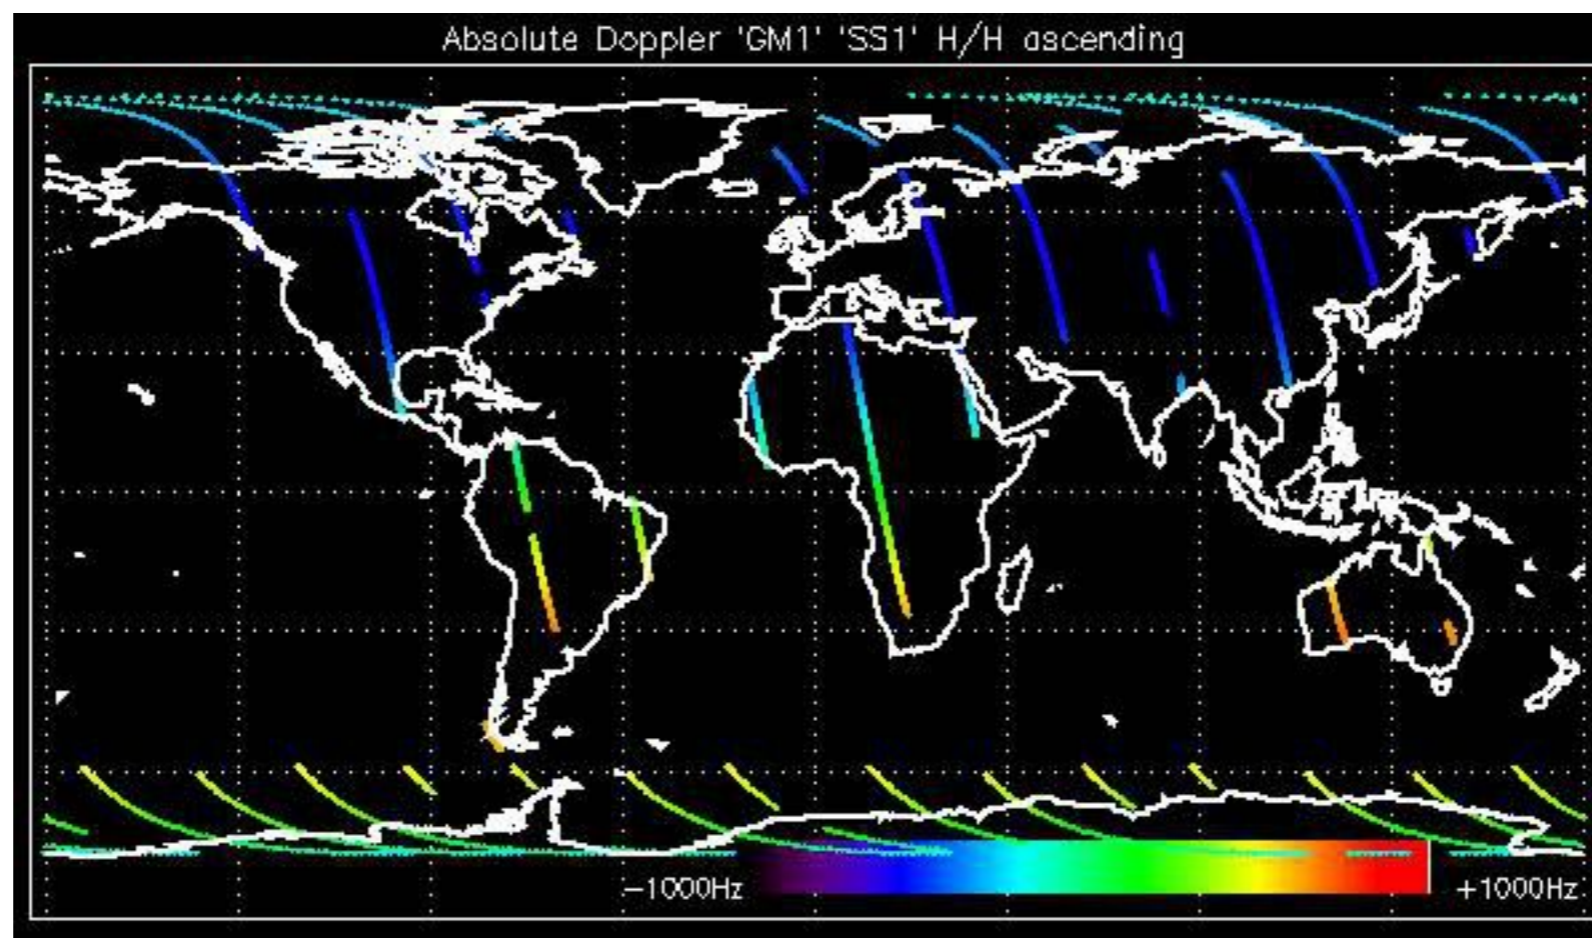 Absolute Doppler 'GM1' 'SS1' H/H ascending
−1000Hz
+1000Hz